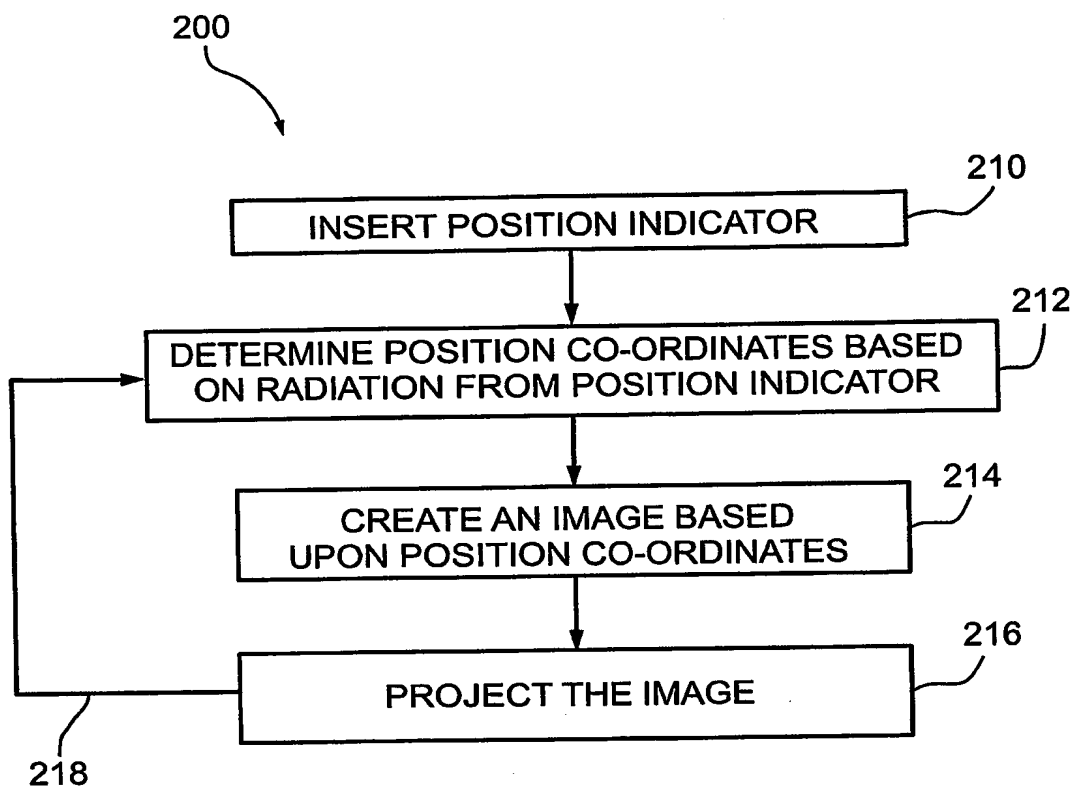 200
210
INSERT POSITION INDICATOR
212
DETERMINE POSITION CO-ORDINATES BASED
ON RADIATION FROM POSITION INDICATOR
214
CREATE AN IMAGE BASED
UPON POSITION CO-ORDINATES
216
PROJECT THE IMAGE
218